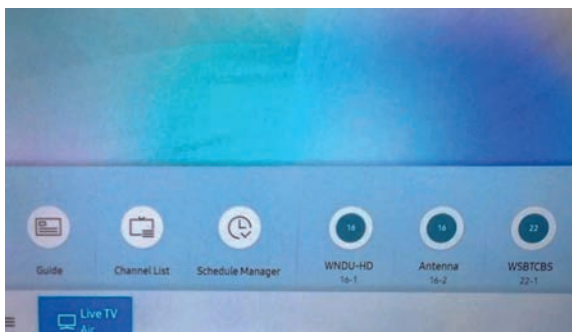 16 16 22
Guide Channel List Schedule Manager WNDU-HD Antenna WSBTCBS
16-1 16-2 22-1
Live TV
Air